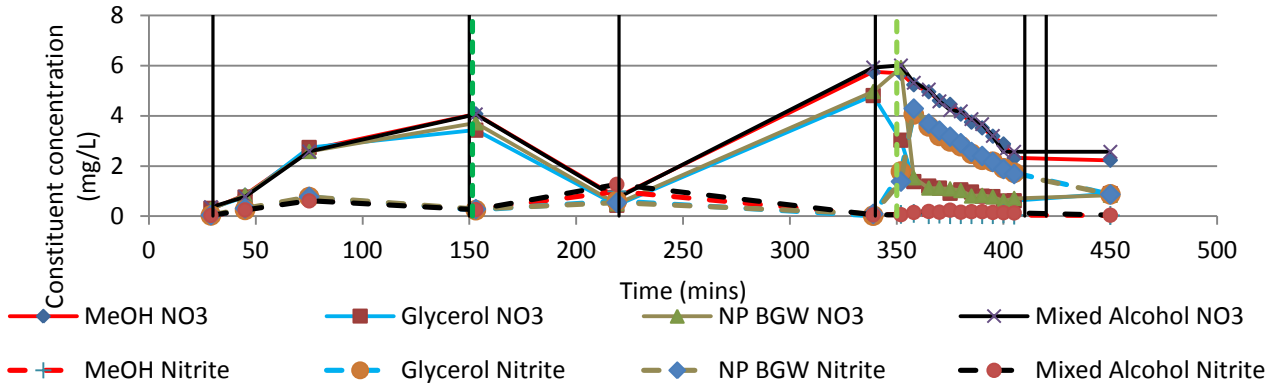 Constituent concentration
(mg/L)
8
6
4
2
0
0 50 100 150 200 250 300 350 400 450 500
Time (mins)
MeOH NO3 Glycerol NO3 NP BGW NO3 Mixed Alcohol NO3
MeOH Nitrite Glycerol Nitrite NP BGW Nitrite Mixed Alcohol Nitrite